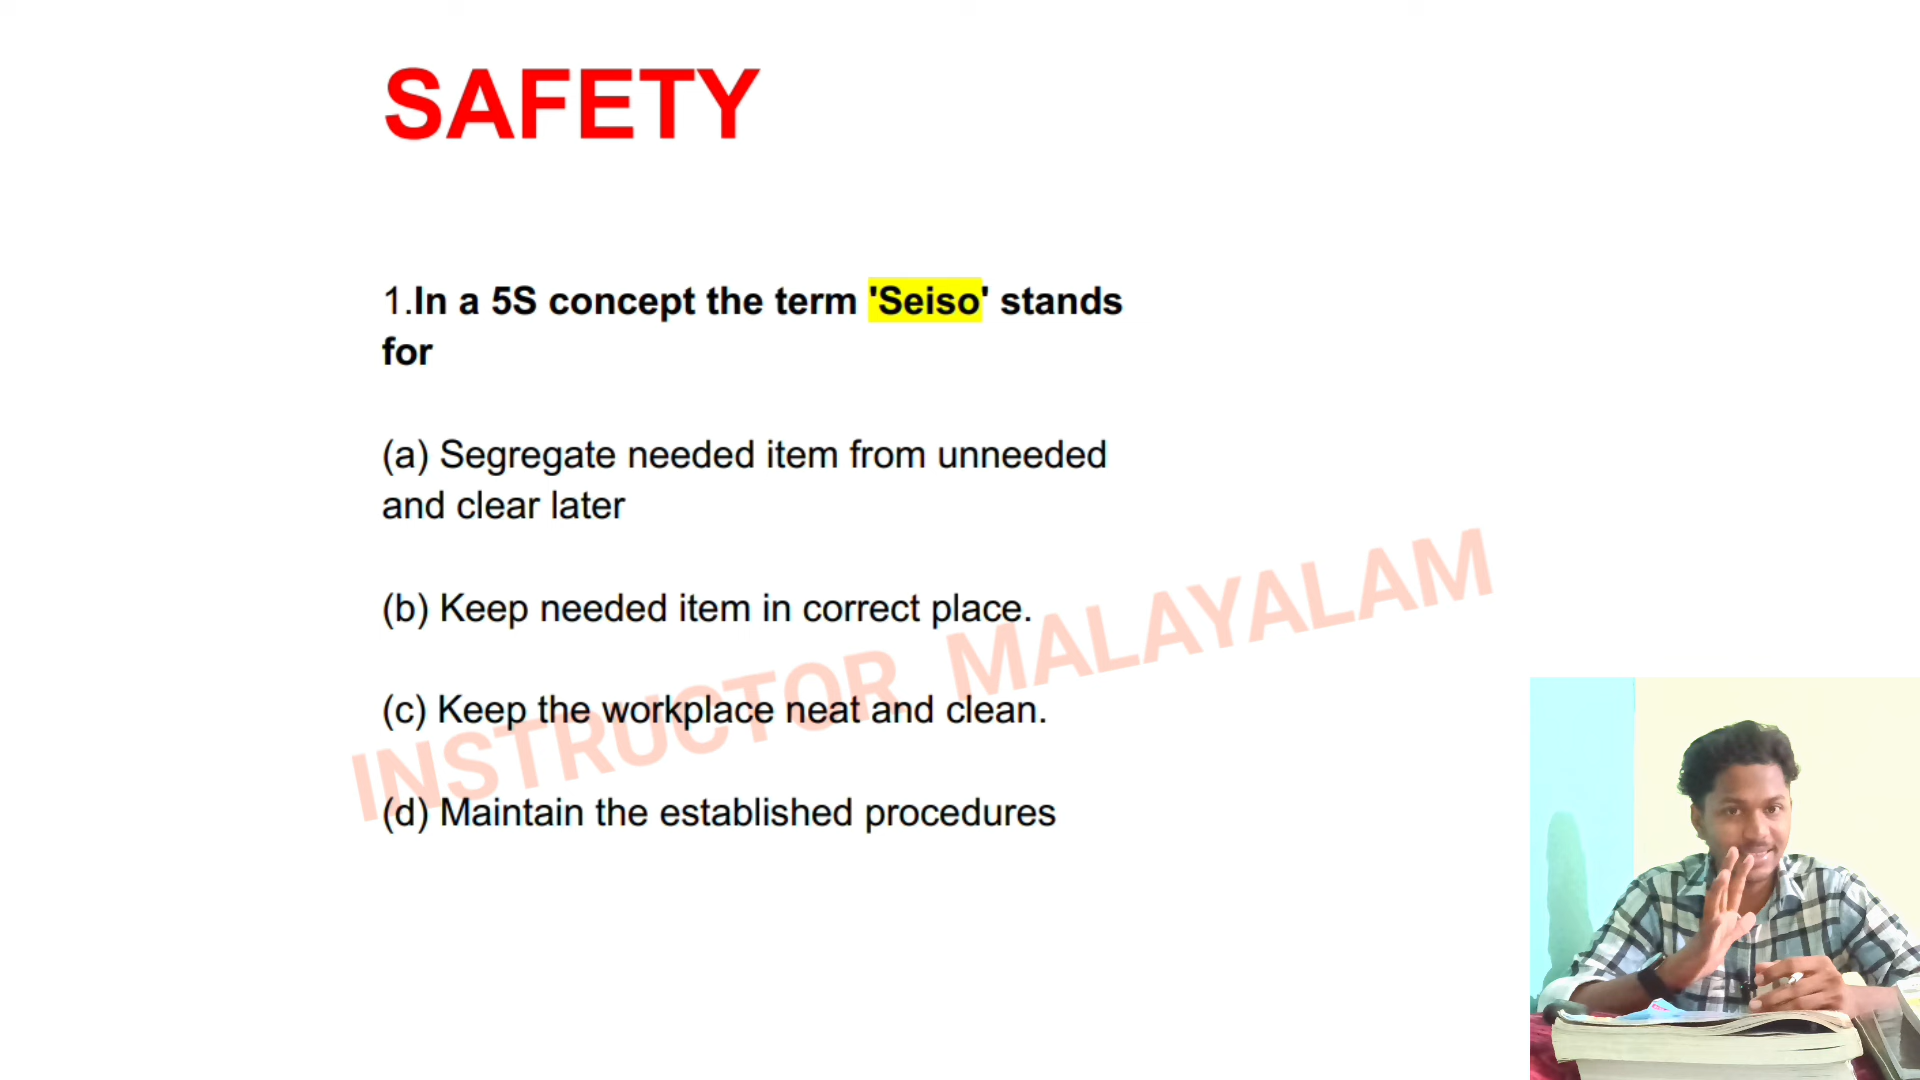 SAFETY
1.In a 5S concept the term 'Seiso' stands
for
(a) Segregate needed item from unneeded
and clear later
(b) Keep needed item in correct place.
(c) Keep the workplace neat and clean.
(d) Maintain the established procedures
INSTRUCTOR MALAYALAM